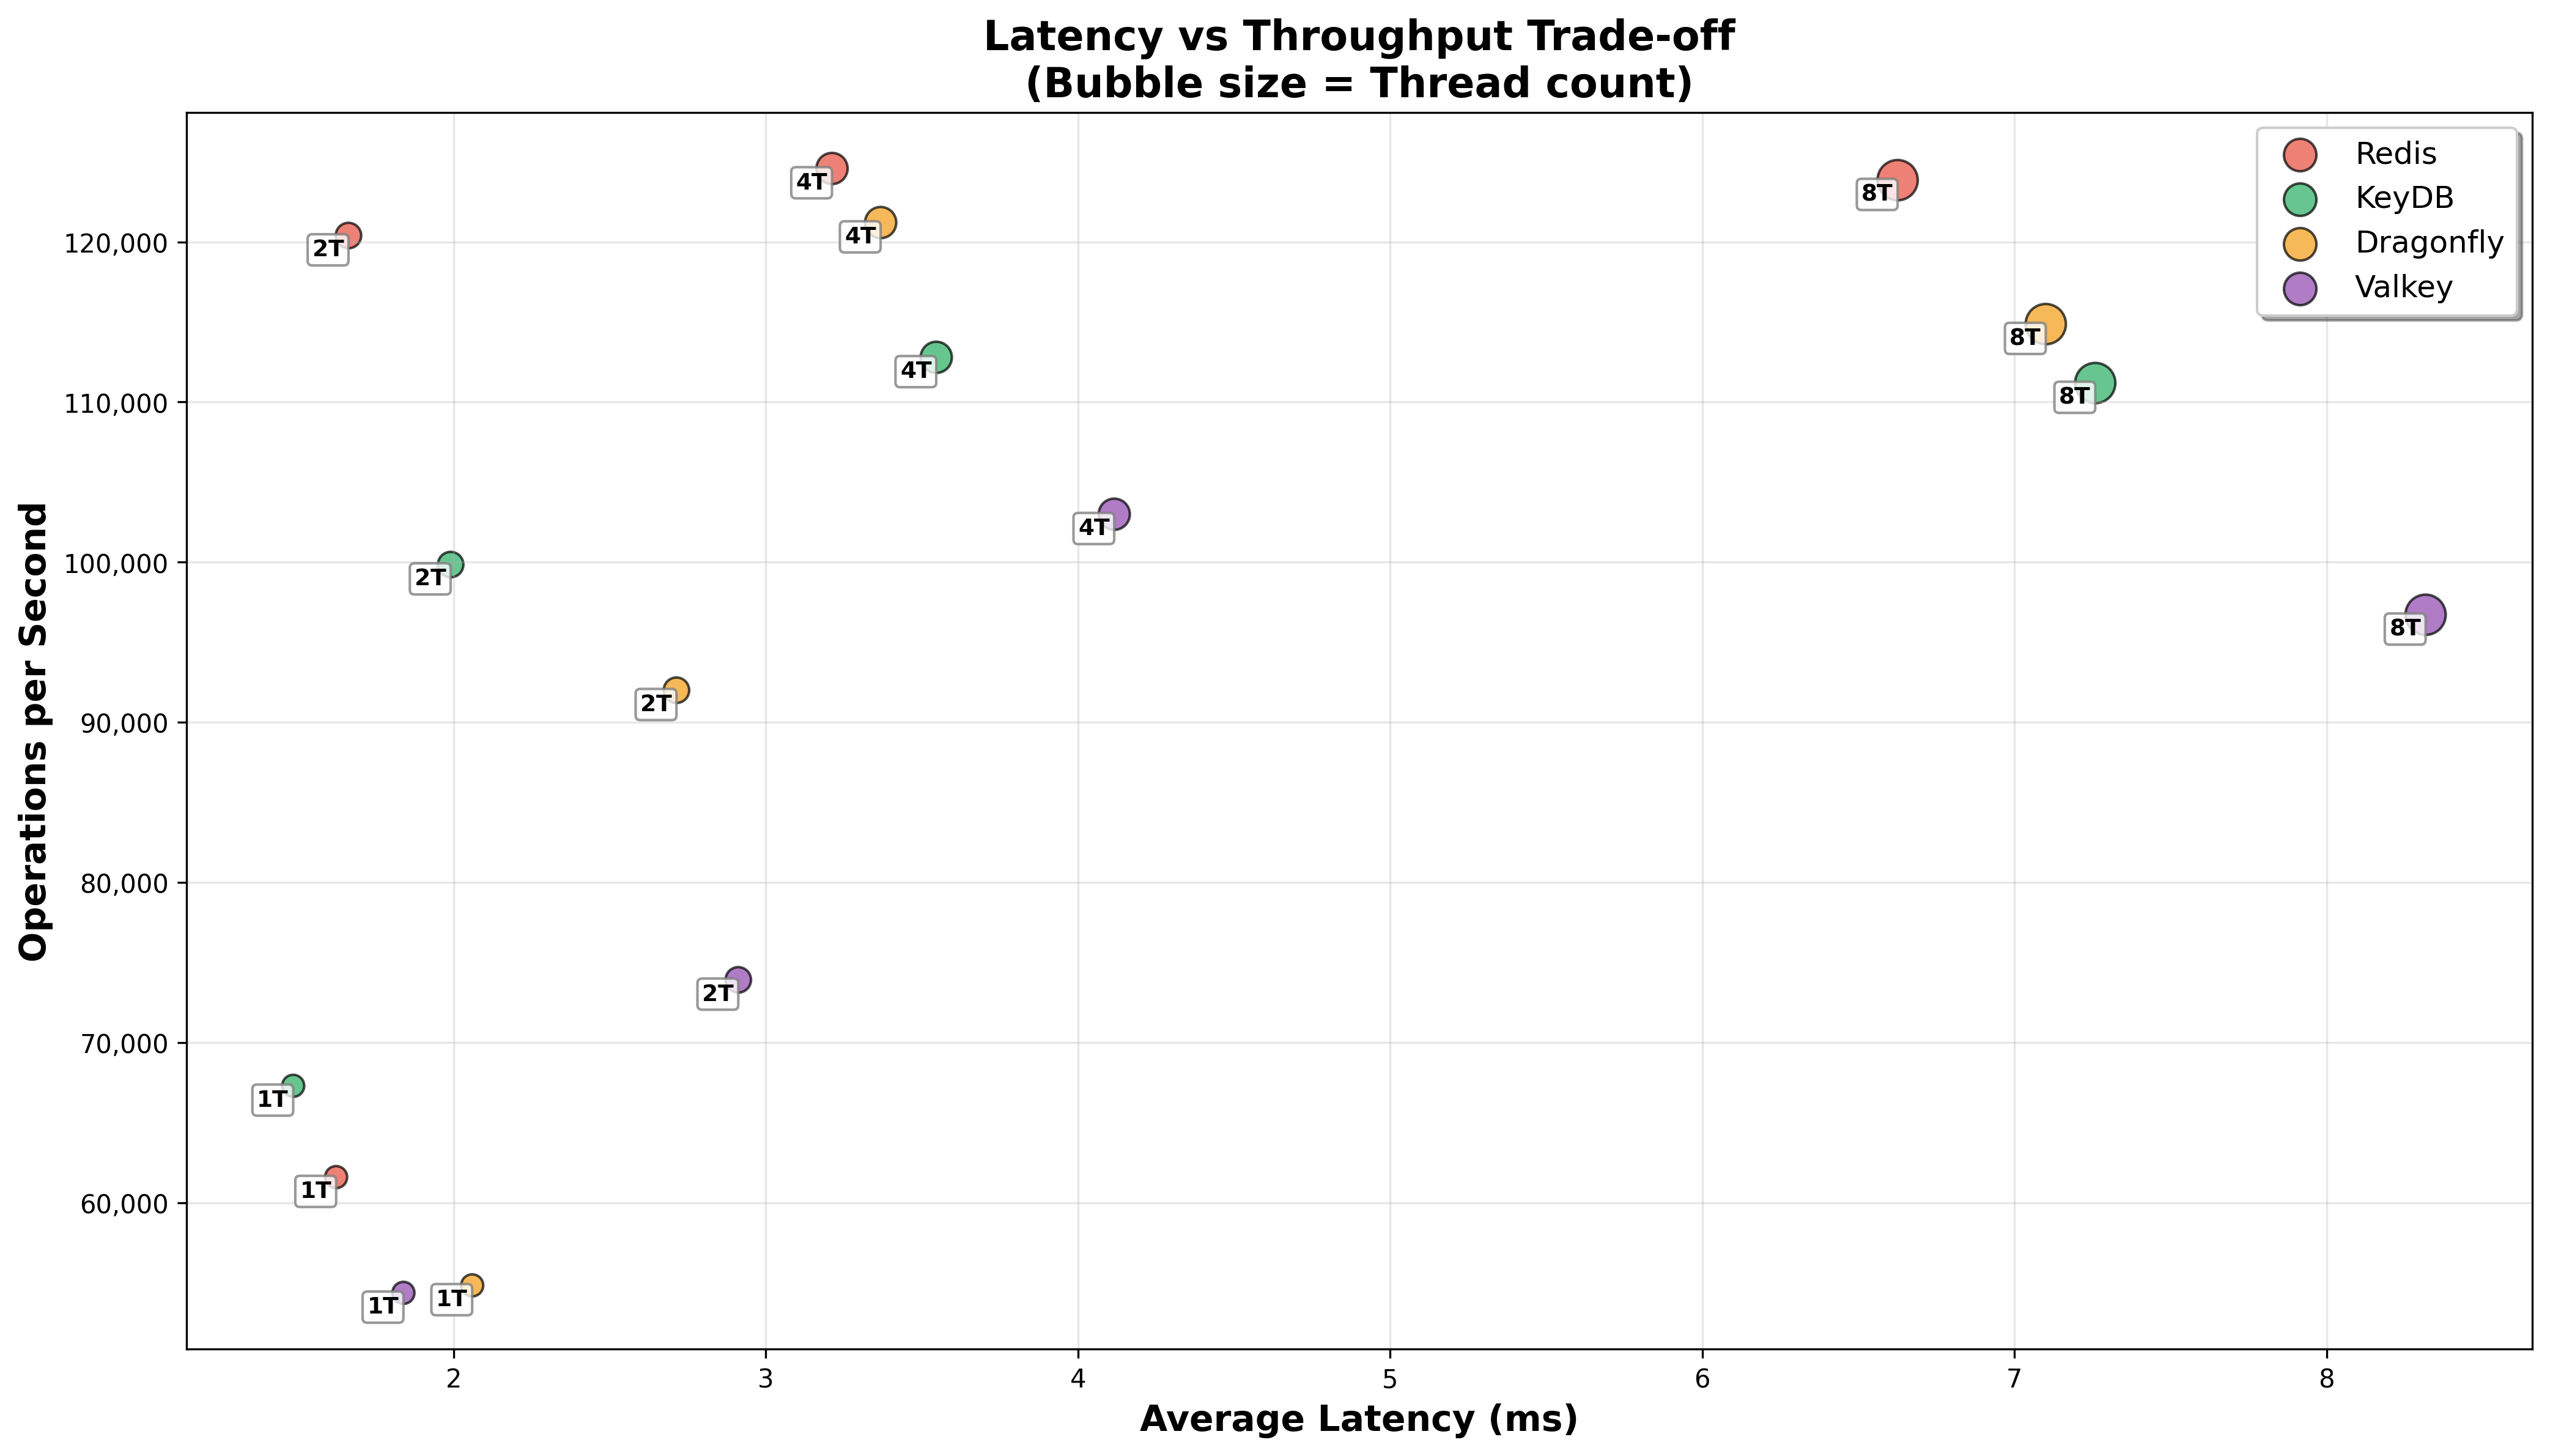 Latency vs Throughput Trade-off
(Bubble size = Thread count)
Redis
KeyDB
Dragonfly
Valkey
Operations per Second
120,000
110,000
100,000
90,000
80,000
70,000
60,000
4T
8T
2T
4T
8T
4T
8T
4T
2T
8T
2T
2T
1T
1T
1T
1T
2
3
4
5
6
7
8
Average Latency (ms)